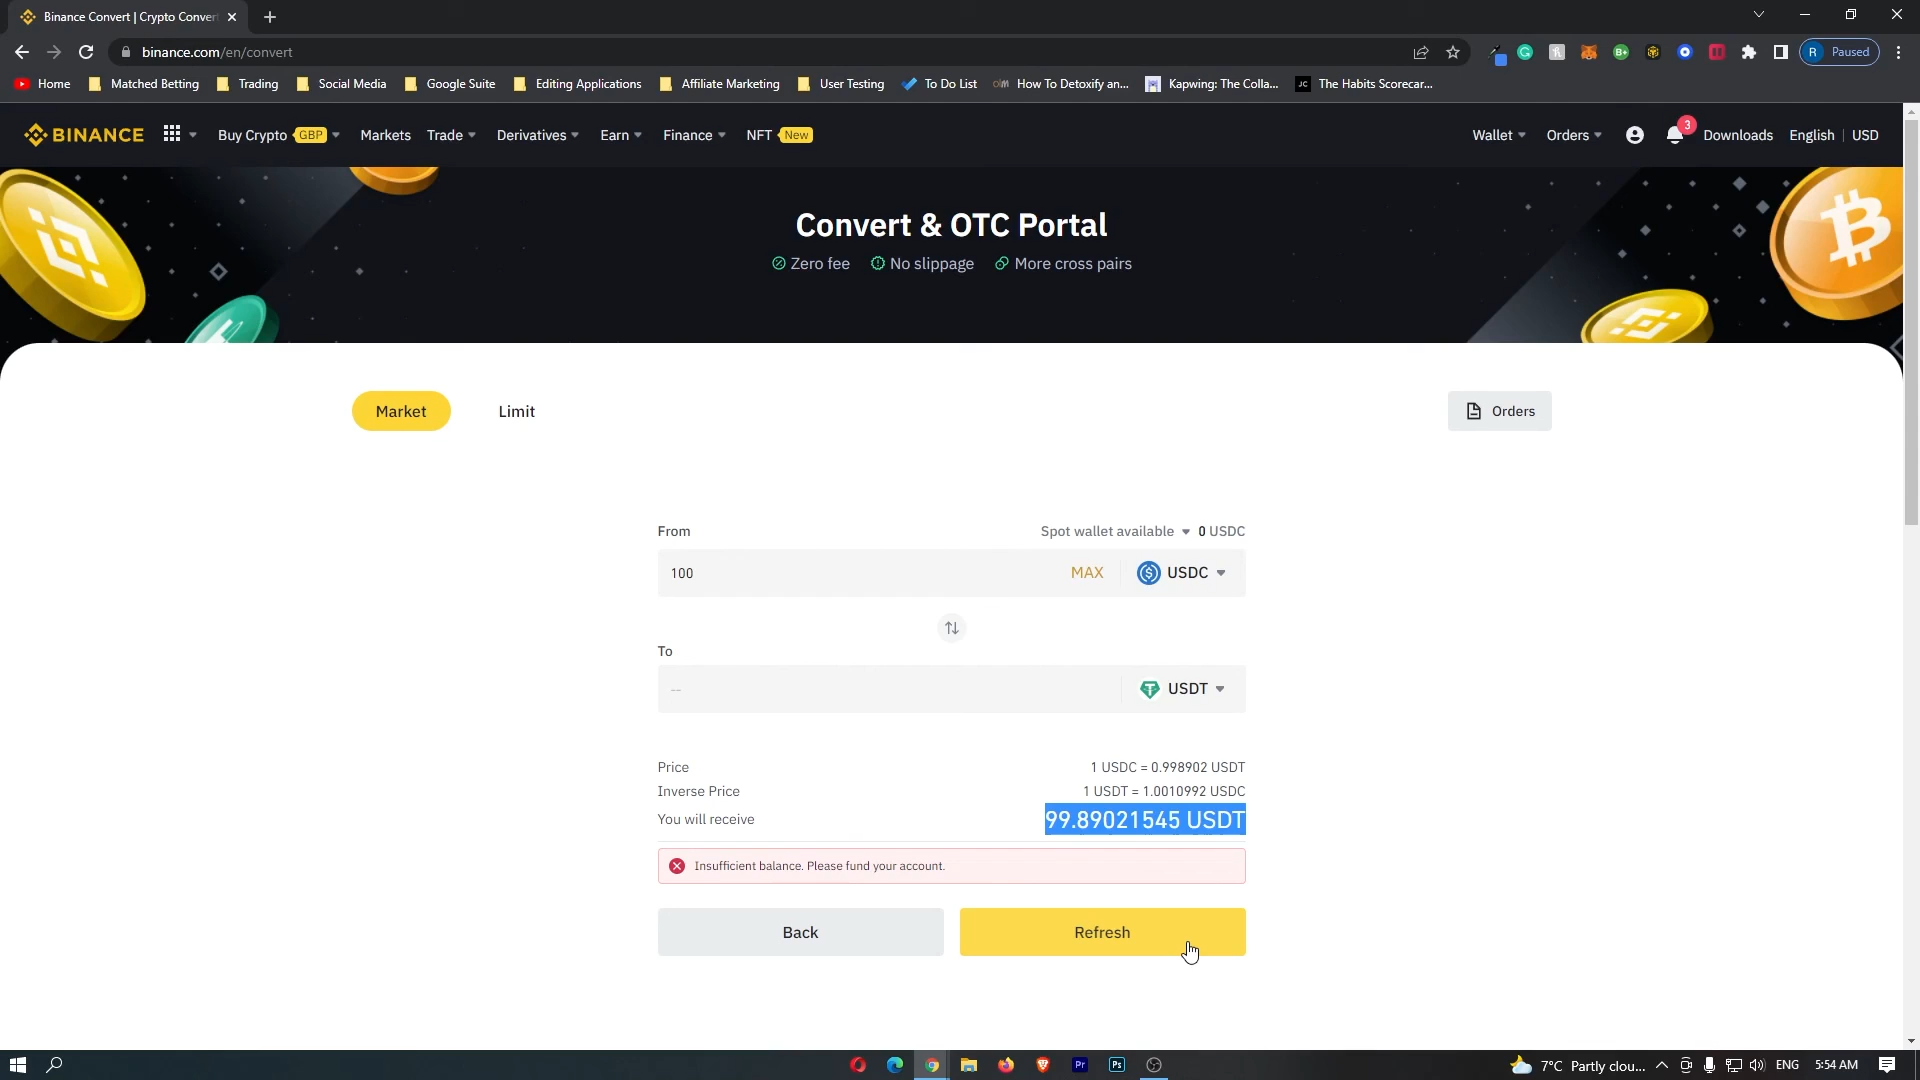 Binance Convert | Crypto Conver
binance.com/en/convert
R Paused
Home Matched Betting Trading Social Media Google Suite Editing Applications Affiliate Marketing User Testing To Do List How To Detoxify an... Kapwing: The Colla... JC The Habits Scorecar...
BINANCE Buy Crypto GBP Markets Trade Derivatives Earn Finance NFT New Wallet Orders 3 Downloads English USD
Convert & OTC Portal
Zero fee No slippage More cross pairs
Market Limit Orders
From Spot wallet available 0 USDC
100 MAX USDC
To
-- USDT
Price 1 USDC = 0.998902 USDT
Inverse Price 1 USDT = 1.0010992 USDC
You will receive 99.89021545 USDT
Insufficient balance. Please fund your account.
Back Refresh
Pr Ps 7°C Partly clou... ENG 5:54 AM